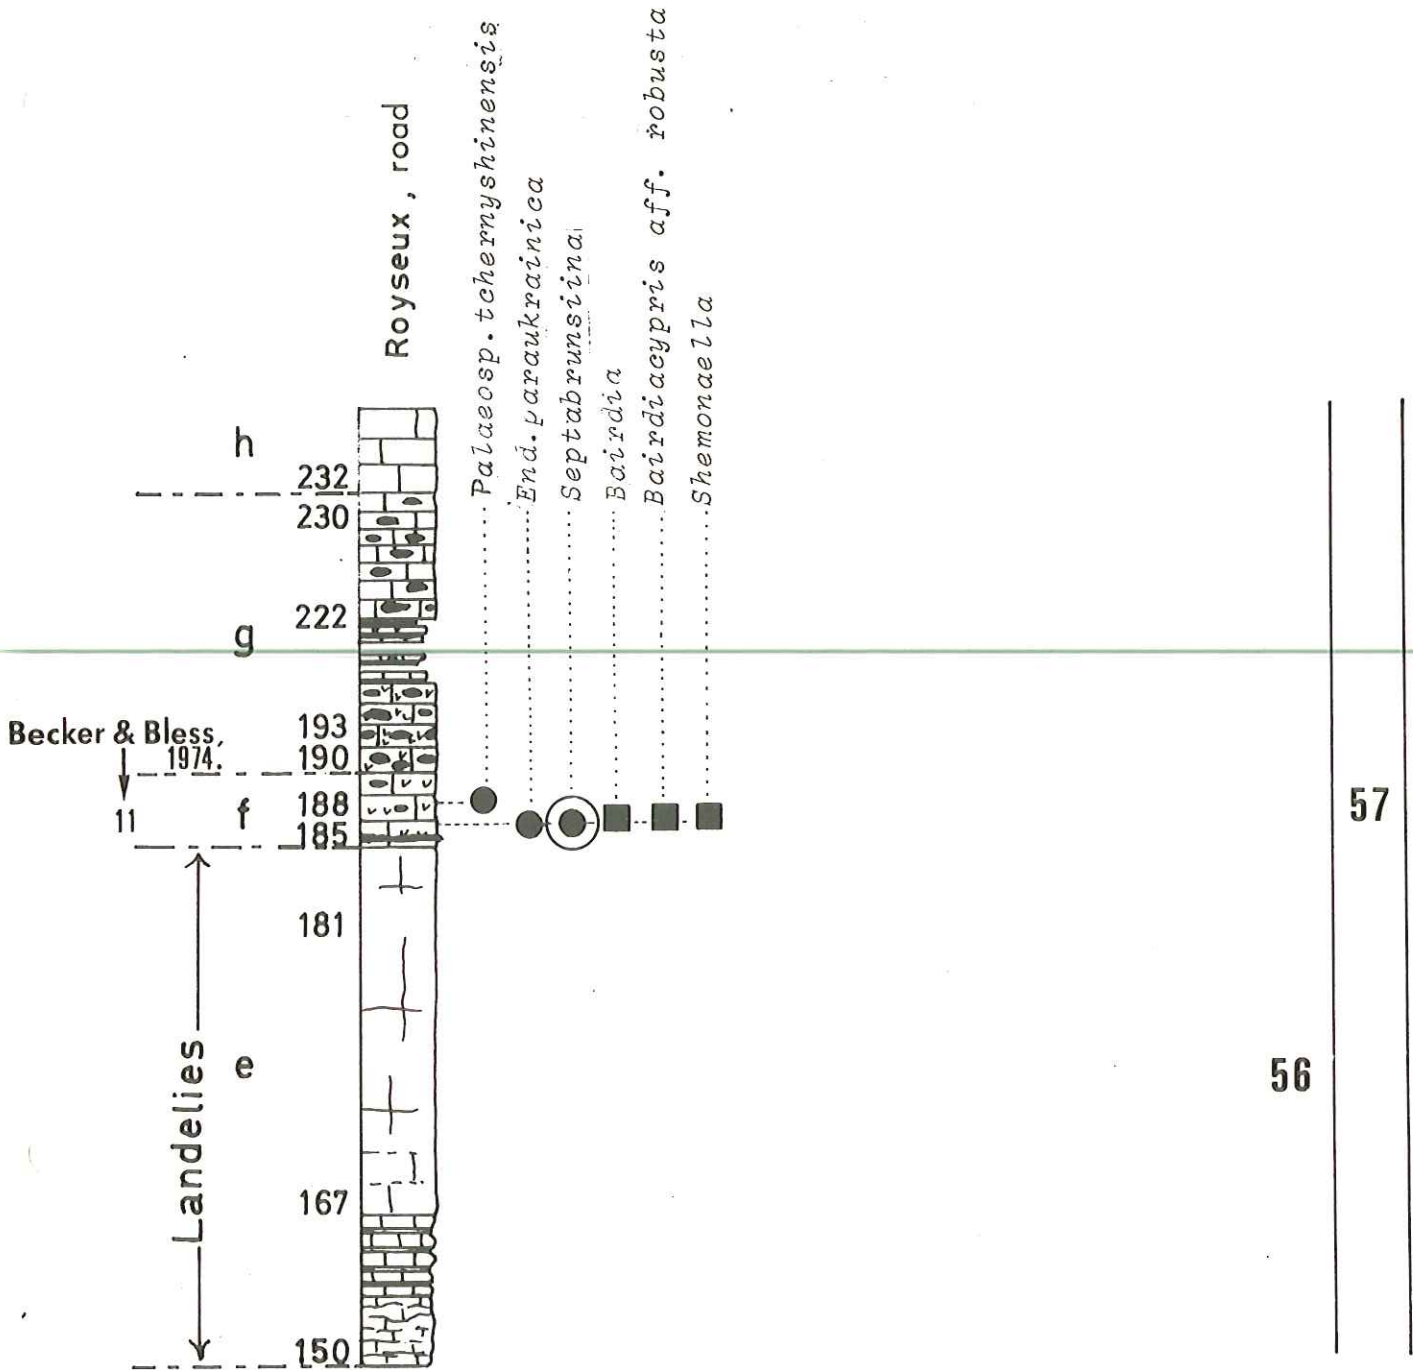 Royseux, road
Palaeosp. tchernyshinensis
End. paraukrainica
Septabrunsiina
Bairdia
Bairdiacypris aff. robusta
Shemonaella
h
232
230
222
g
193
Becker & Bless,
1974.
190
188
11
f
185
57
181
56
e
Landelies
167
150